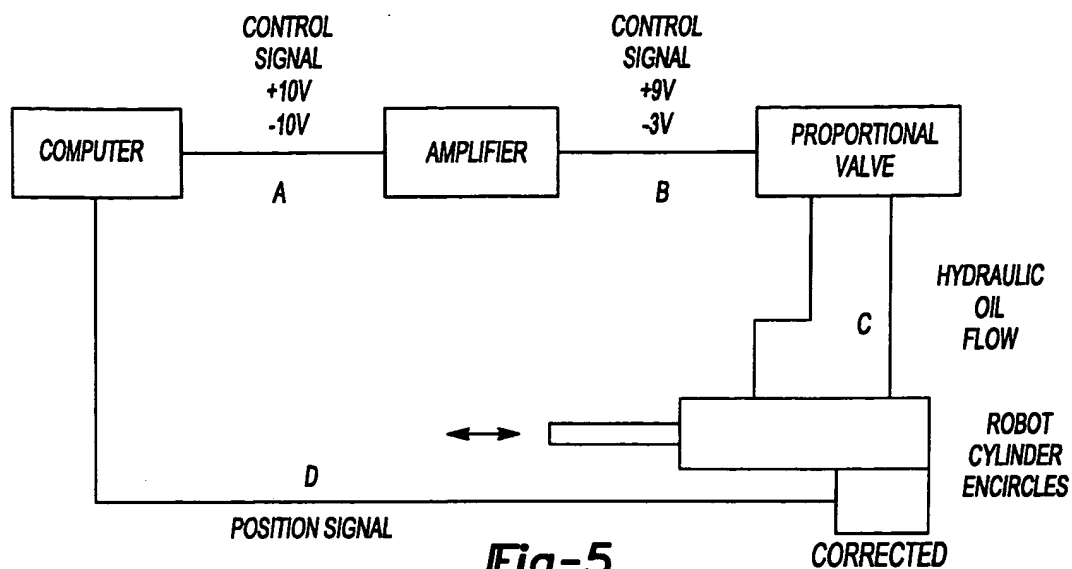 CONTROL
SIGNAL
+10V
-10V
CONTROL
SIGNAL
+9V
-3V
COMPUTER
AMPLIFIER
PROPORTIONAL
VALVE
A
B
HYDRAULIC
OIL
FLOW
C
ROBOT
CYLINDER
ENCIRCLES
D
POSITION SIGNAL
Fig-5
CORRECTED